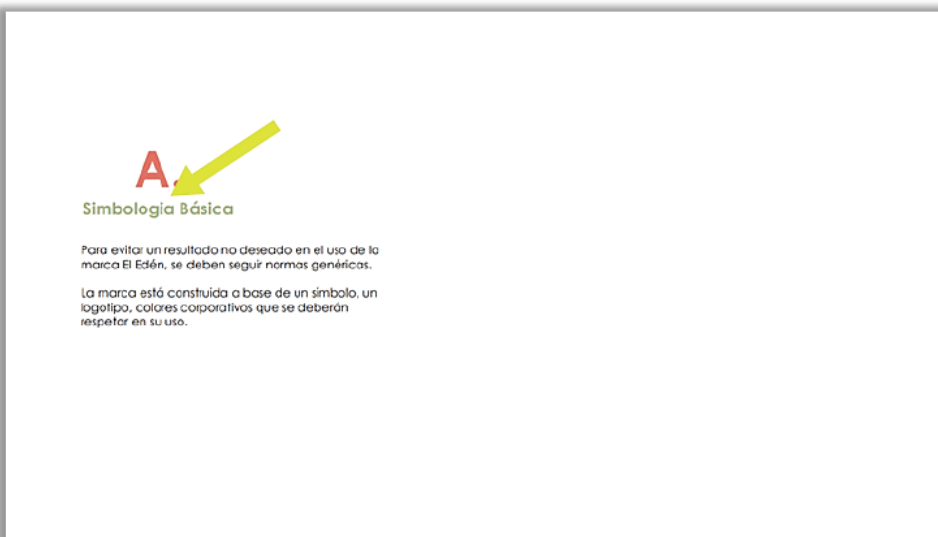 A.
Simbologia Básica
Para evitar un resultado no deseado en el uso de la
marca El Edén, se deben seguir normas genéricas.
La marca está construida a base de un símbolo, un
logotipo, colores corporativos que se deberán
respetar en su uso.